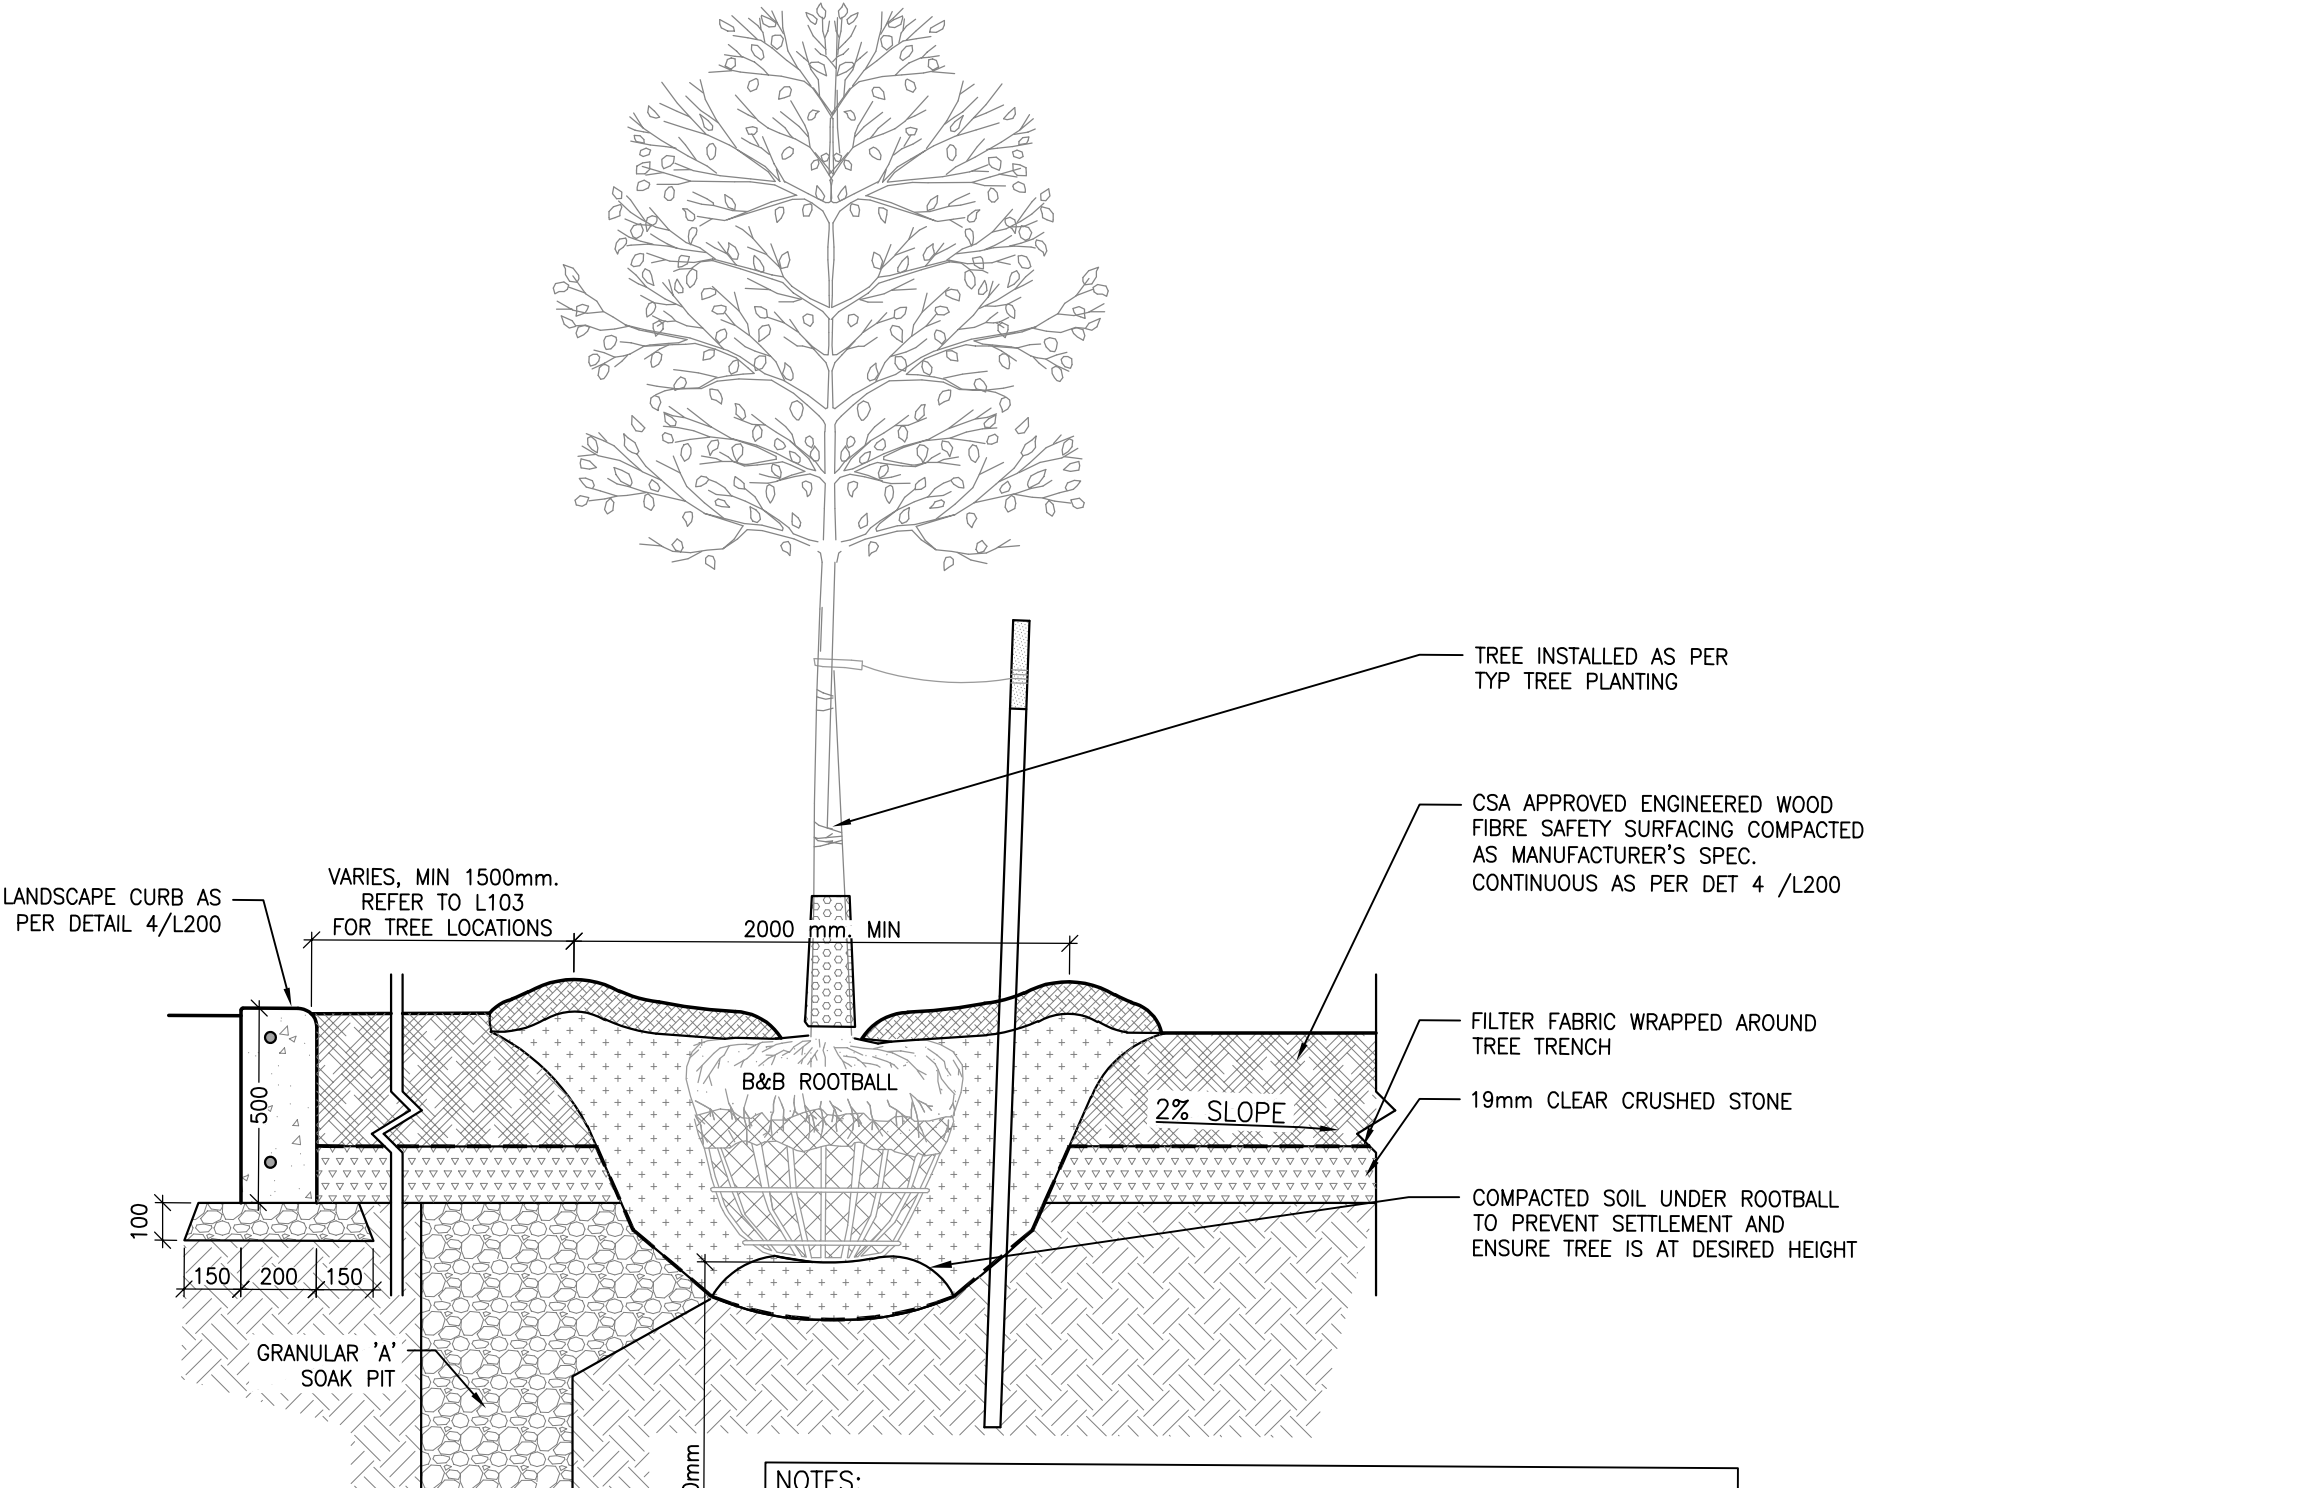 TREE INSTALLED AS PER
TYP TREE PLANTING
CSA APPROVED ENGINEERED WOOD
FIBRE SAFETY SURFACING COMPACTED
AS MANUFACTURER'S SPEC.
CONTINUOUS AS PER DET 4 /L200
VARIES, MIN 1500mm.
REFER TO L103
FOR TREE LOCATIONS
LANDSCAPE CURB AS
PER DETAIL 4/L200
2000 mm. MIN
FILTER FABRIC WRAPPED AROUND
TREE TRENCH
B&B ROOTBALL
500
2% SLOPE
19mm CLEAR CRUSHED STONE
COMPACTED SOIL UNDER ROOTBALL
TO PREVENT SETTLEMENT AND
ENSURE TREE IS AT DESIRED HEIGHT
100
150
200
150
GRANULAR 'A'
SOAK PIT
NOTES: